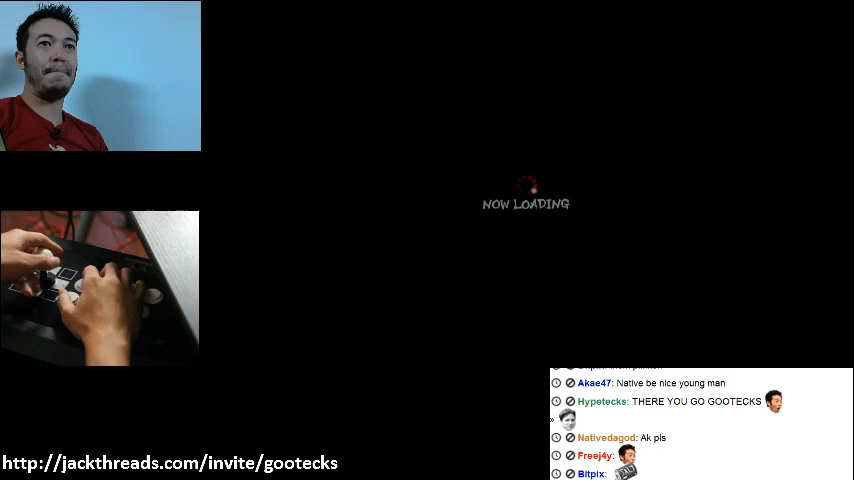 NOW LOADING
Akae47: Native be nice young man
Hypetecks: THERE YOU GO GOOTECKS
»
Nativedagod: Ak pls
Freej4y:
Bitpix:
http://jackthreads.com/invite/gootecks